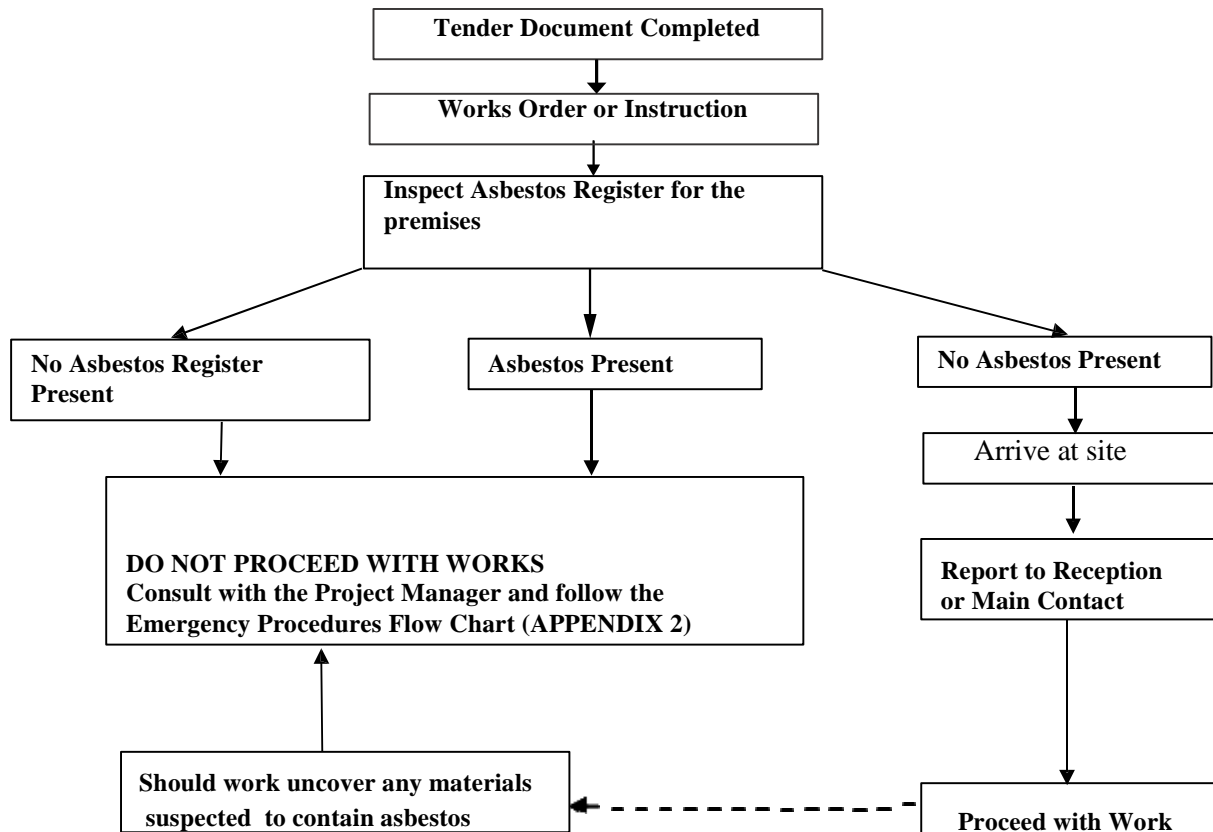 Tender Document Completed
Works Order or Instruction
Inspect Asbestos Register for the
premises
No Asbestos Register
Present
Asbestos Present
No Asbestos Present
Arrive at site
DO NOT PROCEED WITH WORKS
Consult with the Project Manager and follow the
Emergency Procedures Flow Chart (APPENDIX 2)
Report to Reception
or Main Contact
Should work uncover any materials
suspected to contain asbestos
Proceed with Work